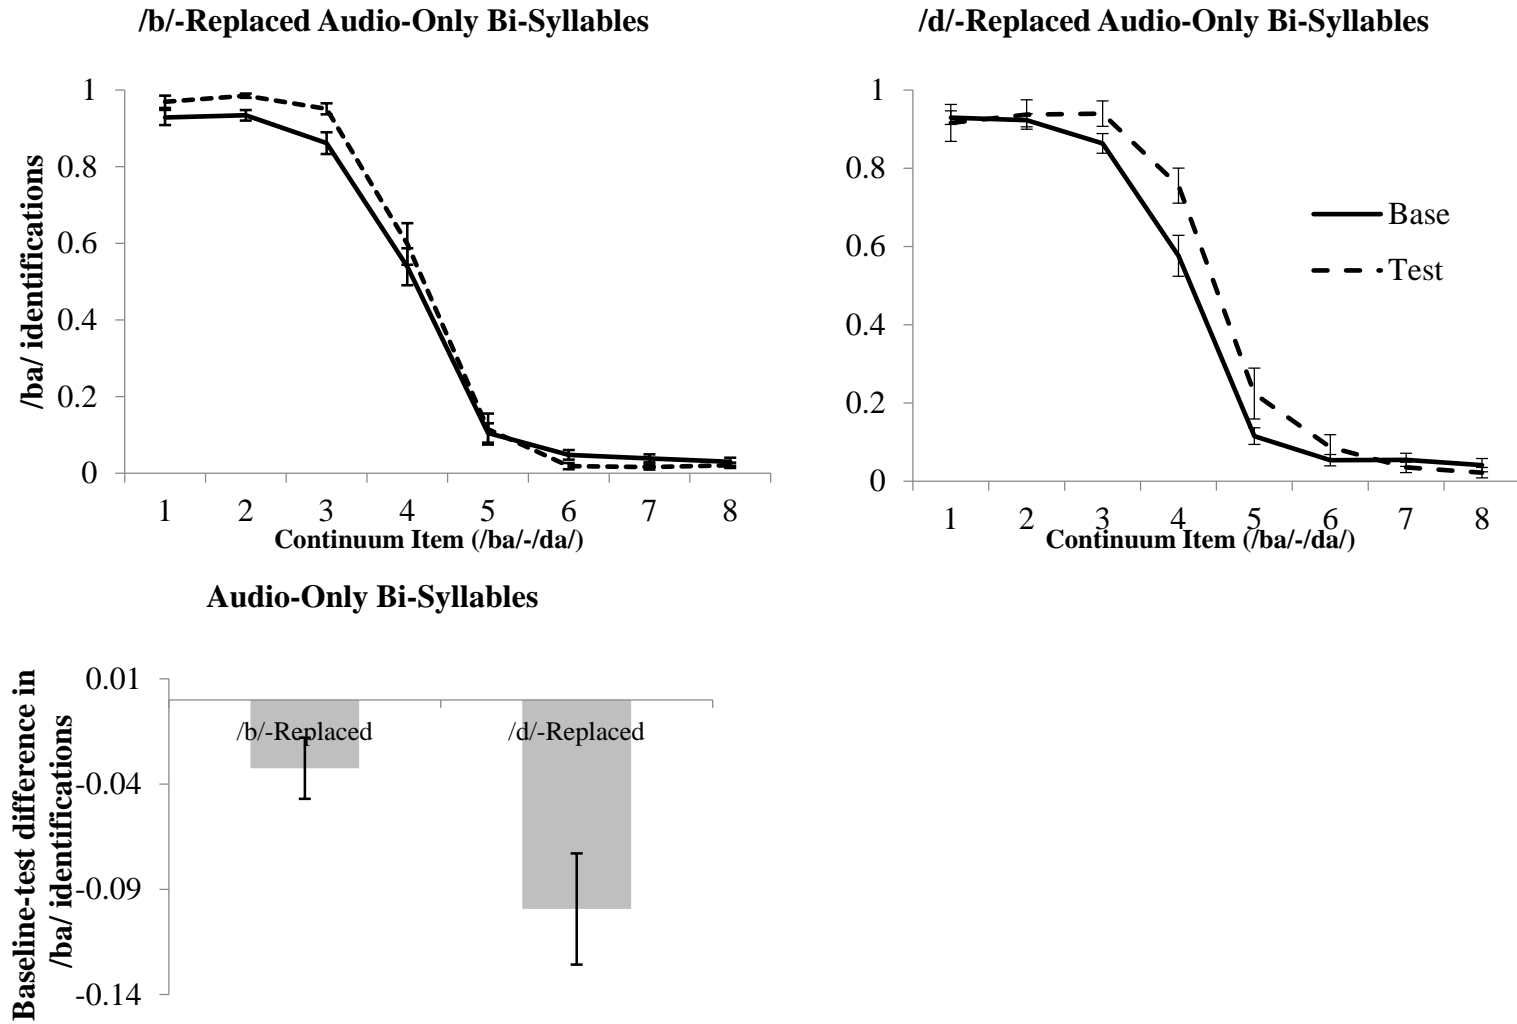 /b/-Replaced Audio-Only Bi-Syllables
/ba/ identifications
1
0.8
0.6
0.4
0.2
0
1 2 3 4 5 6 7 8
Continuum Item (/ba/-/da/)
/d/-Replaced Audio-Only Bi-Syllables
1
0.8
0.6
0.4
0.2
0
Base
Test
1 2 3 4 5 6 7 8
Continuum Item (/ba/-/da/)
Audio-Only Bi-Syllables
Baseline-test difference in
/ba/ identifications
0.01
-0.04
-0.09
-0.14
/b/-Replaced
/d/-Replaced